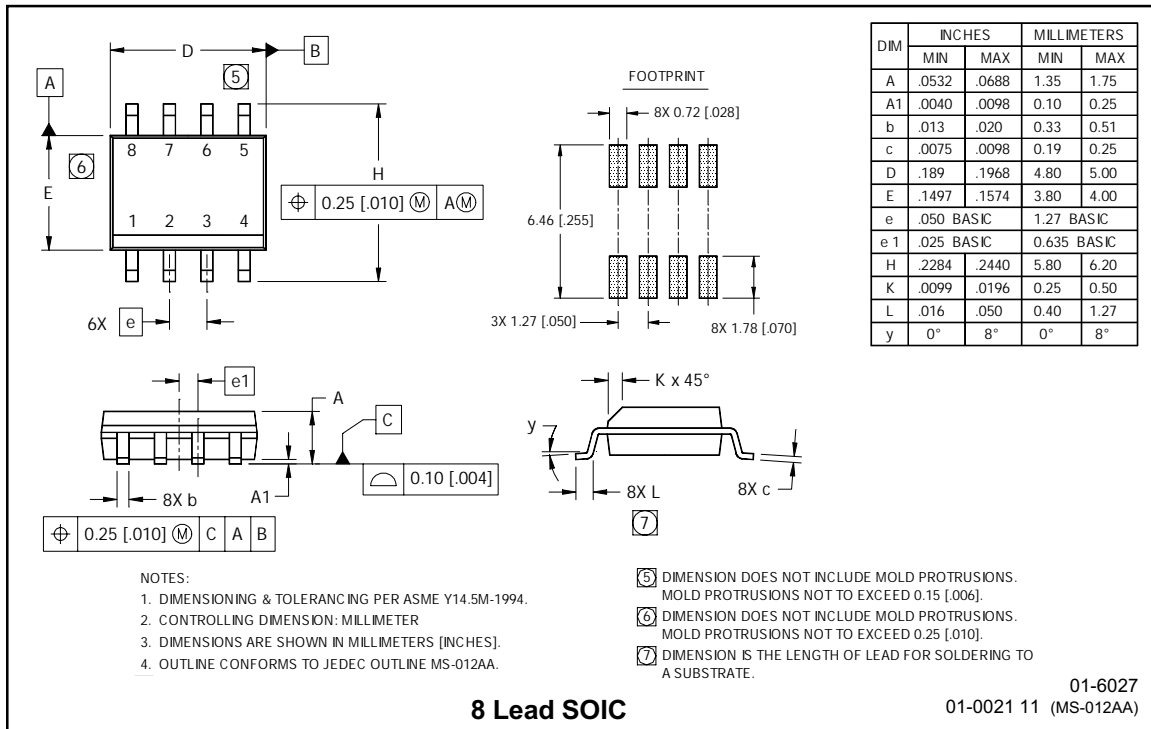 D
B
5
A
8 7 6 5
6
E
H
⌖ 0.25 [.010] Ⓜ A Ⓜ
1 2 3 4
6X e
FOOTPRINT
8X 0.72 [.028]
6.46 [.255]
3X 1.27 [.050]
8X 1.78 [.070]
DIM INCHES MILLIMETERS
MIN MAX MIN MAX
A .0532 .0688 1.35 1.75
A1 .0040 .0098 0.10 0.25
b .013 .020 0.33 0.51
c .0075 .0098 0.19 0.25
D .189 .1968 4.80 5.00
E .1497 .1574 3.80 4.00
e .050 BASIC 1.27 BASIC
e 1 .025 BASIC 0.635 BASIC
H .2284 .2440 5.80 6.20
K .0099 .0196 0.25 0.50
L .016 .050 0.40 1.27
y 0° 8° 0° 8°
e1
A
C
0.10 [.004]
A1
8X b
⌖ 0.25 [.010] Ⓜ C A B
K x 45°
y
8X L
7
8X c
NOTES:
1. DIMENSIONING & TOLERANCING PER ASME Y14.5M-1994.
2. CONTROLLING DIMENSION: MILLIMETER
3. DIMENSIONS ARE SHOWN IN MILLIMETERS [INCHES].
4. OUTLINE CONFORMS TO JEDEC OUTLINE MS-012AA.
5 DIMENSION DOES NOT INCLUDE MOLD PROTRUSIONS.
MOLD PROTRUSIONS NOT TO EXCEED 0.15 [.006].
6 DIMENSION DOES NOT INCLUDE MOLD PROTRUSIONS.
MOLD PROTRUSIONS NOT TO EXCEED 0.25 [.010].
7 DIMENSION IS THE LENGTH OF LEAD FOR SOLDERING TO
A SUBSTRATE.
8 Lead SOIC
01-6027
01-0021 11 (MS-012AA)